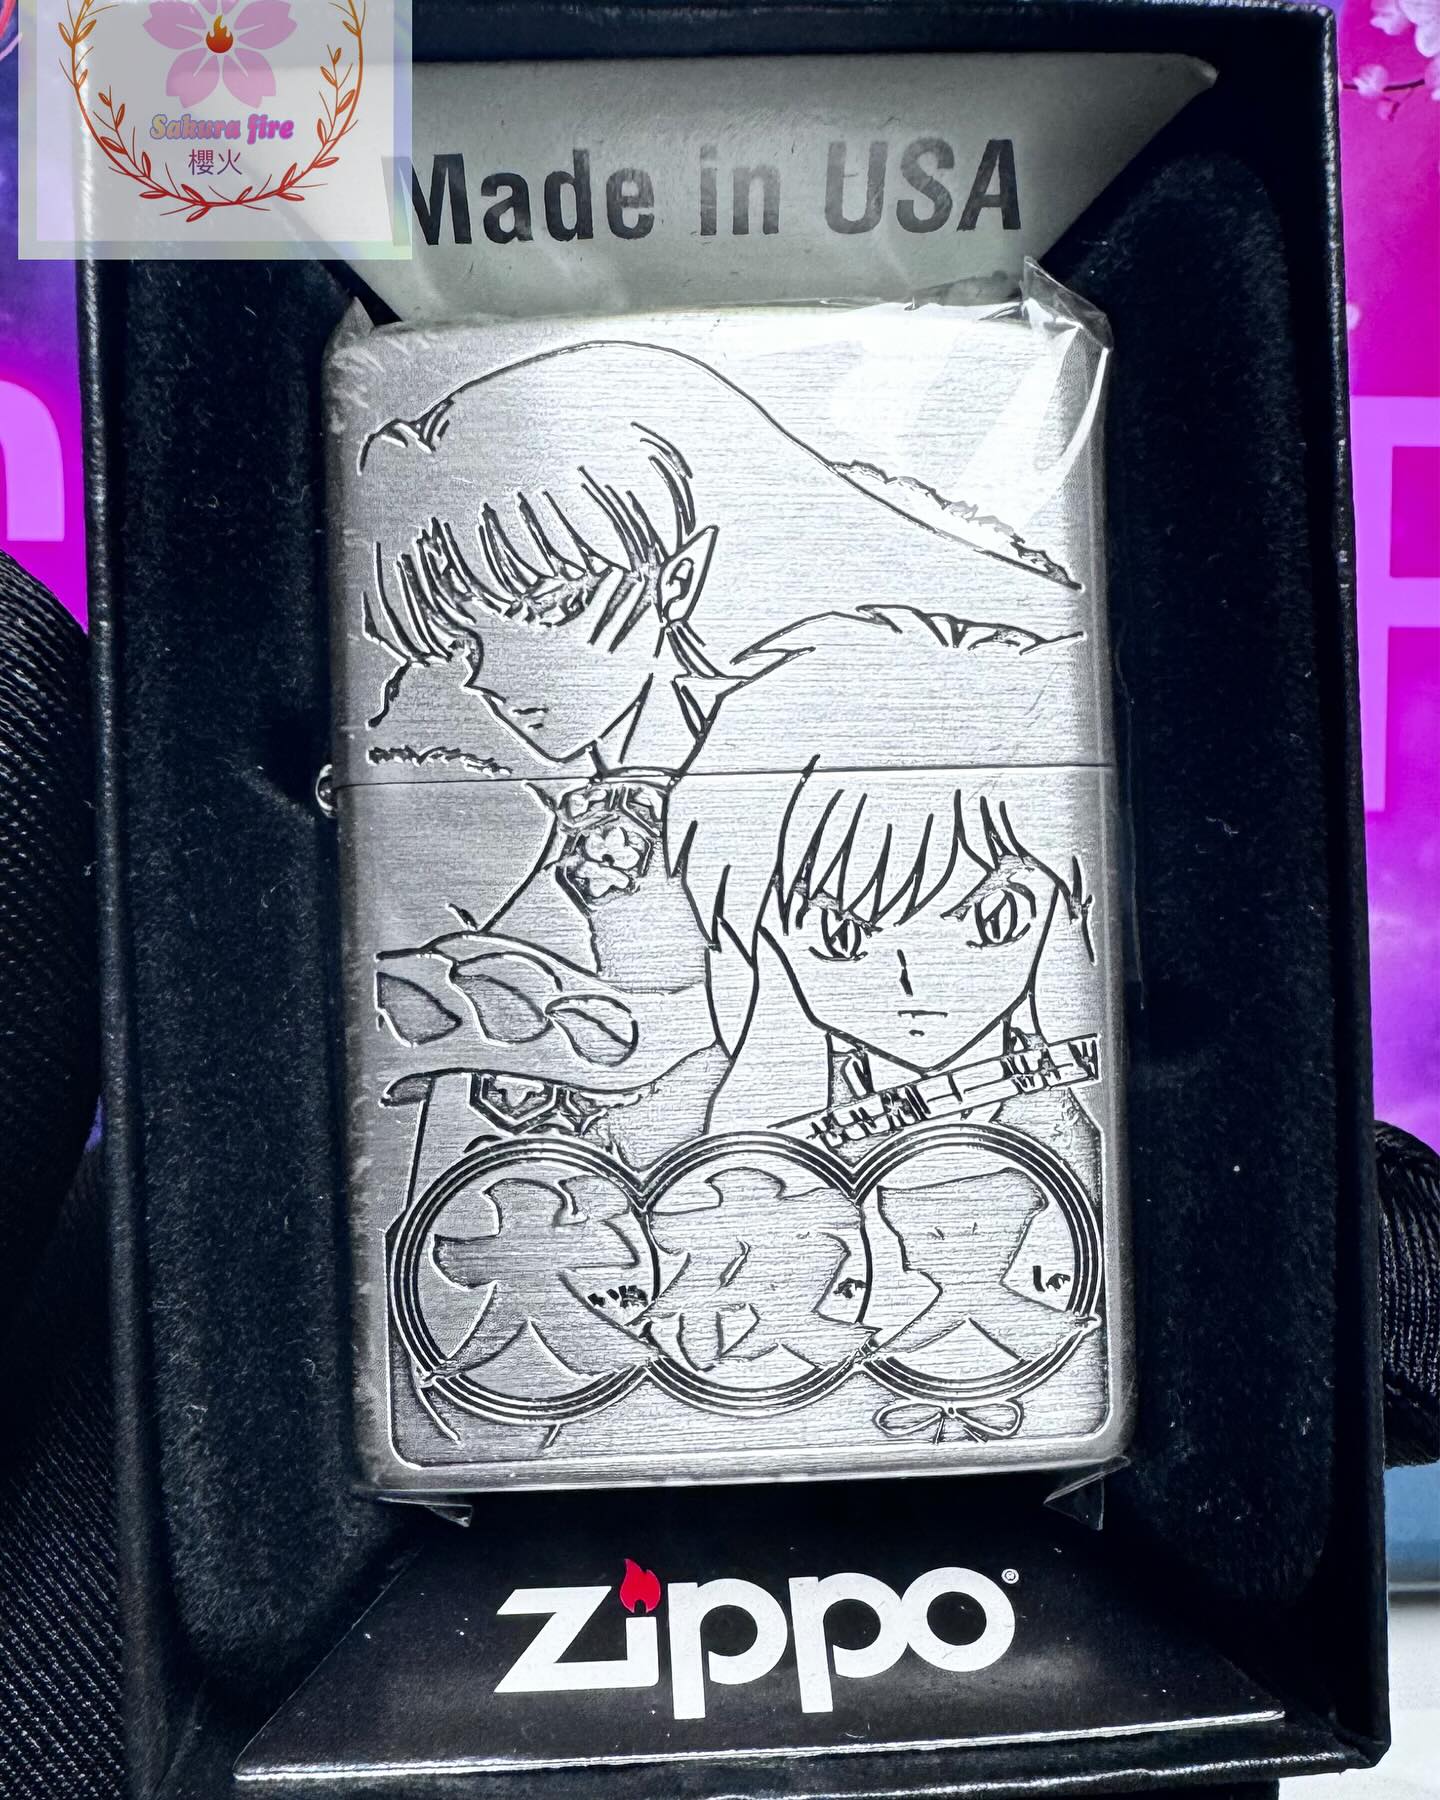 Sakura fire
櫻火
Made in USA
犬夜叉
zippo®